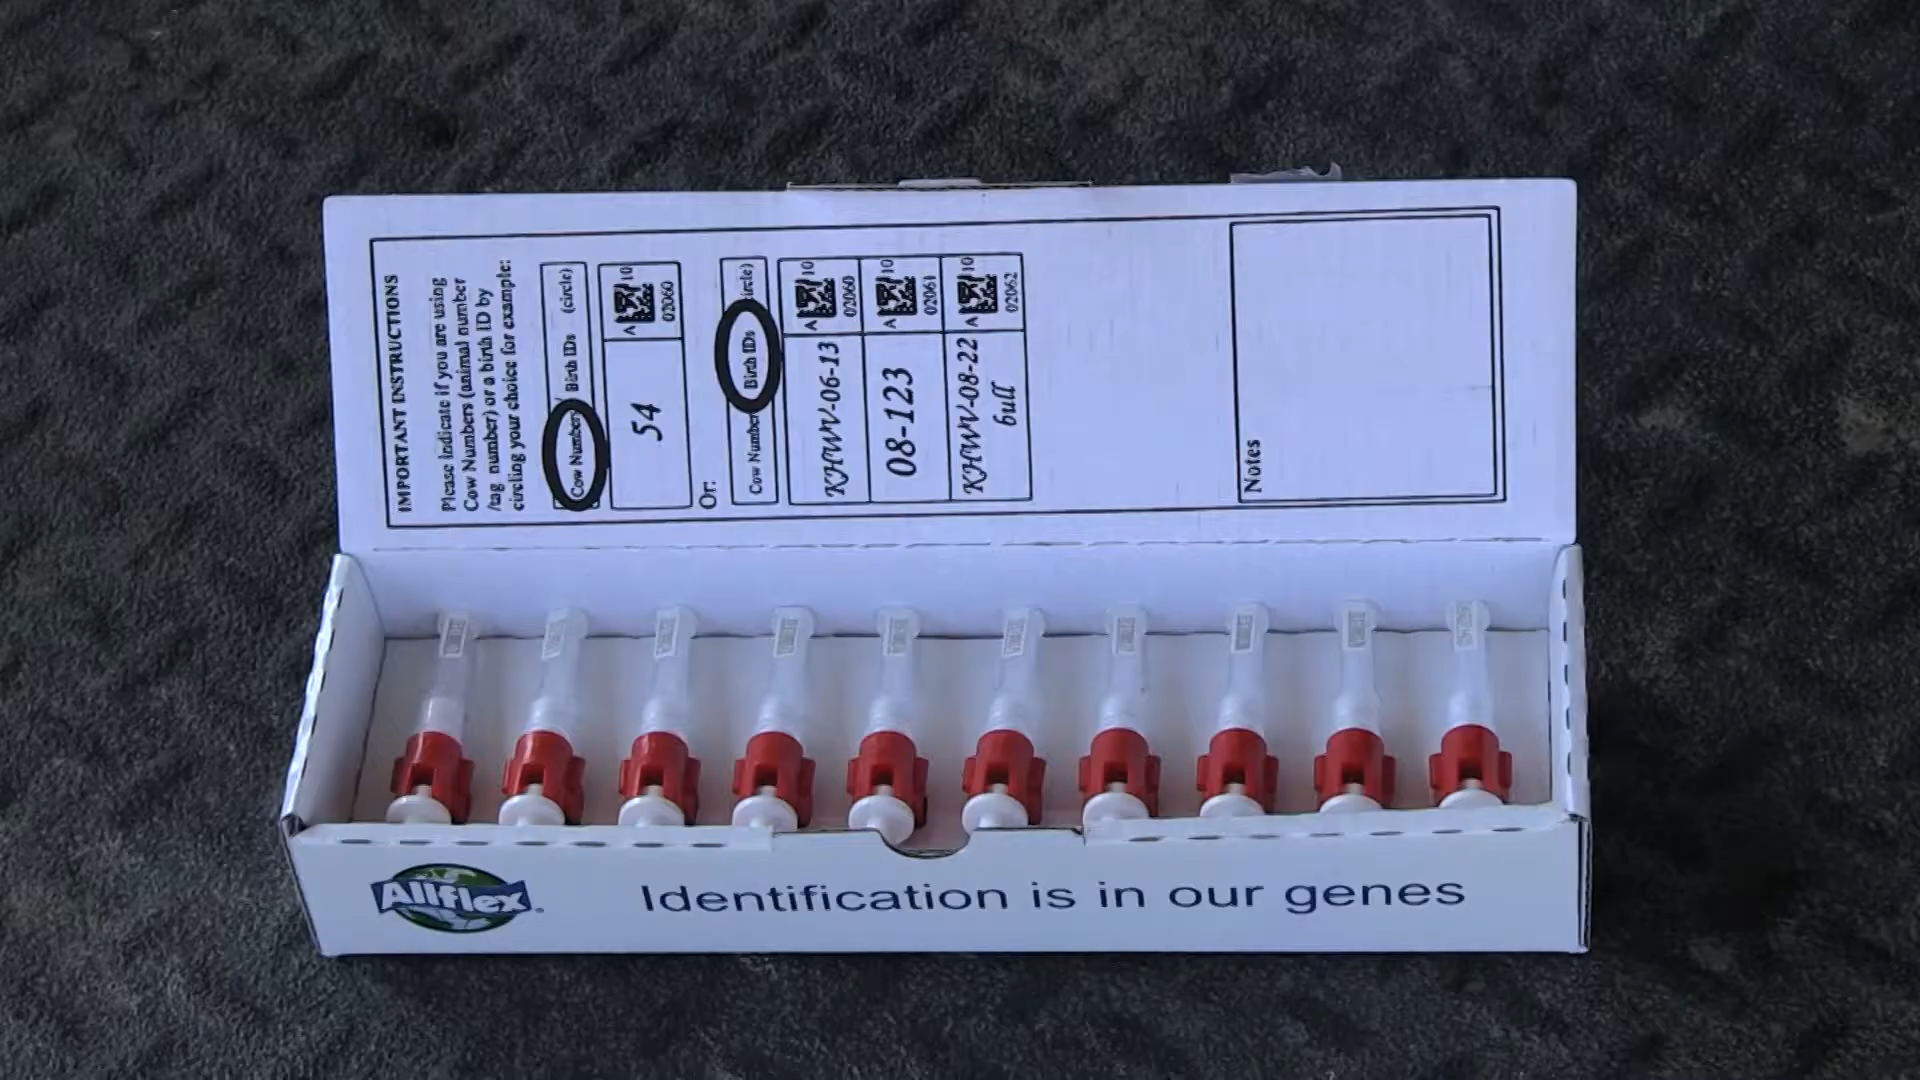 IMPORTANT INSTRUCTIONS
Please indicate if you are using
Cow Numbers (animal number
/tag number) or a birth ID by
circling your choice for example:
Cow Number/ Birth IDs (circle)
54
A 10
02060
Or:
Cow Number Birth IDs circle)
KHWV-06-13
A 10
02060
08-123
A 10
02061
KHWV-08-22
bull
A 10
02062
Notes
Allflex
Identification is in our genes